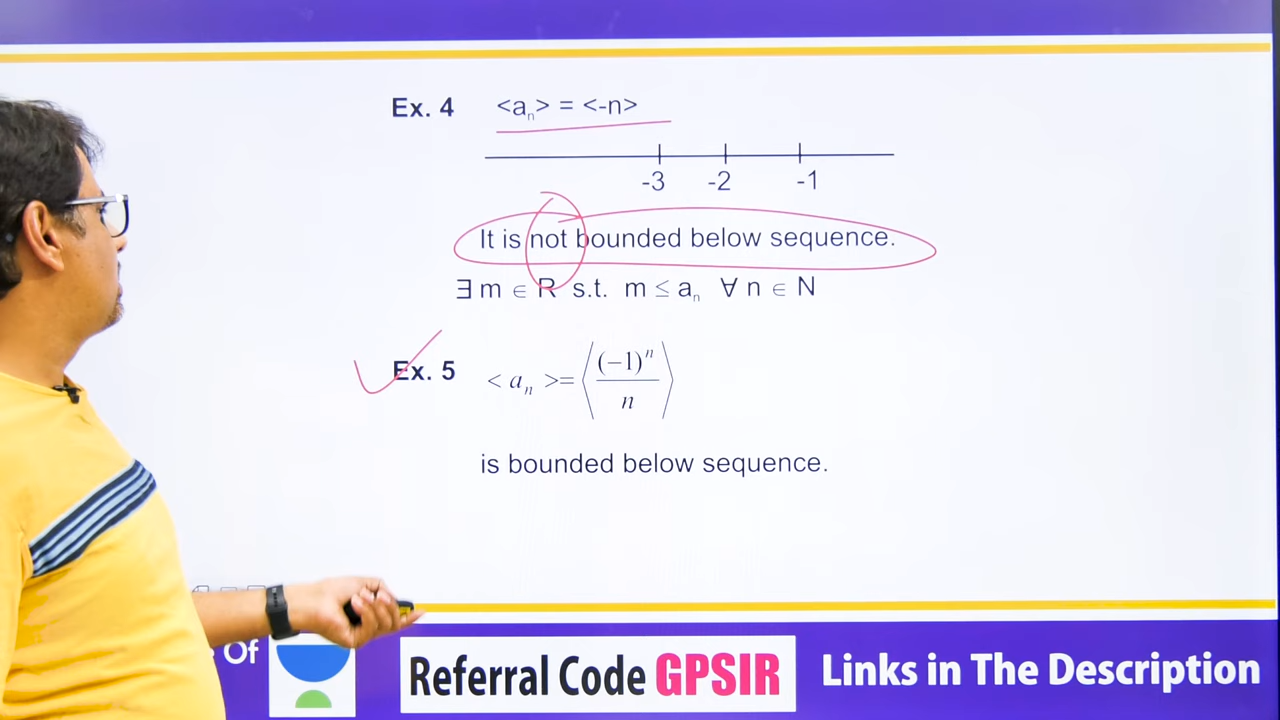 Ex. 4 <aₙ> = <-n>
-3 -2 -1
It is not bounded below sequence.
∃ m ∈ R s.t. m ≤ aₙ ∀ n ∈ N
Ex. 5 < aₙ >= ⟨(−1)ⁿ / n⟩
is bounded below sequence.
Of
Referral Code GPSIR
Links in The Description